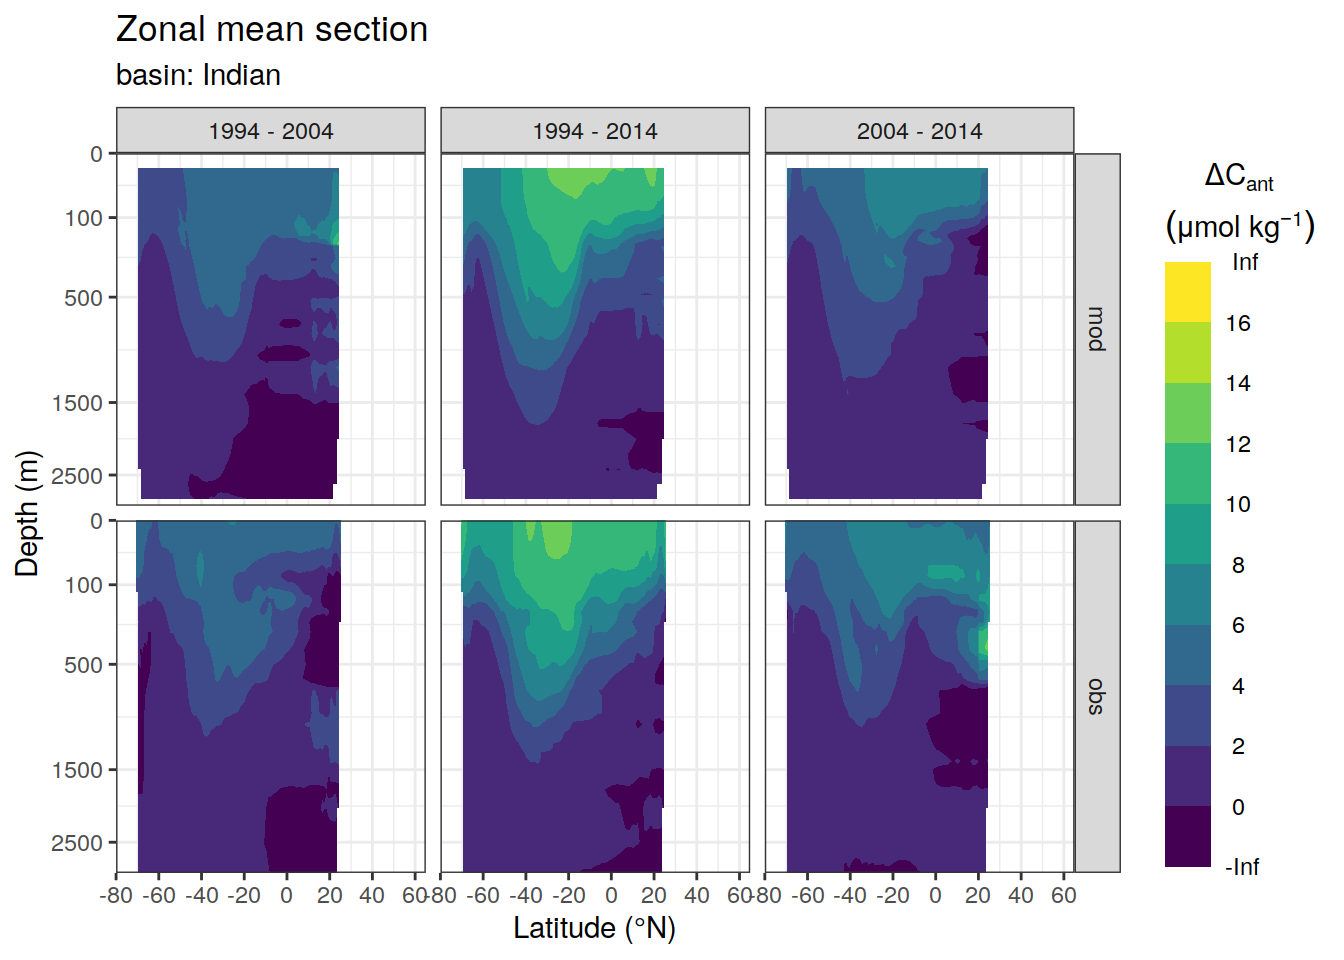 Zonal mean section
basin: Indian
1994 - 2004
1994 - 2014
2004 - 2014
0
100
500
1500
2500
mod
0
100
500
1500
2500
obs
Depth (m)
-80 -60 -40 -20 0 20 40 60
-80 -60 -40 -20 0 20 40 60
-80 -60 -40 -20 0 20 40 60
Latitude (°N)
ΔCant
(μmol kg⁻¹)
Inf
16
14
12
10
8
6
4
2
0
-Inf